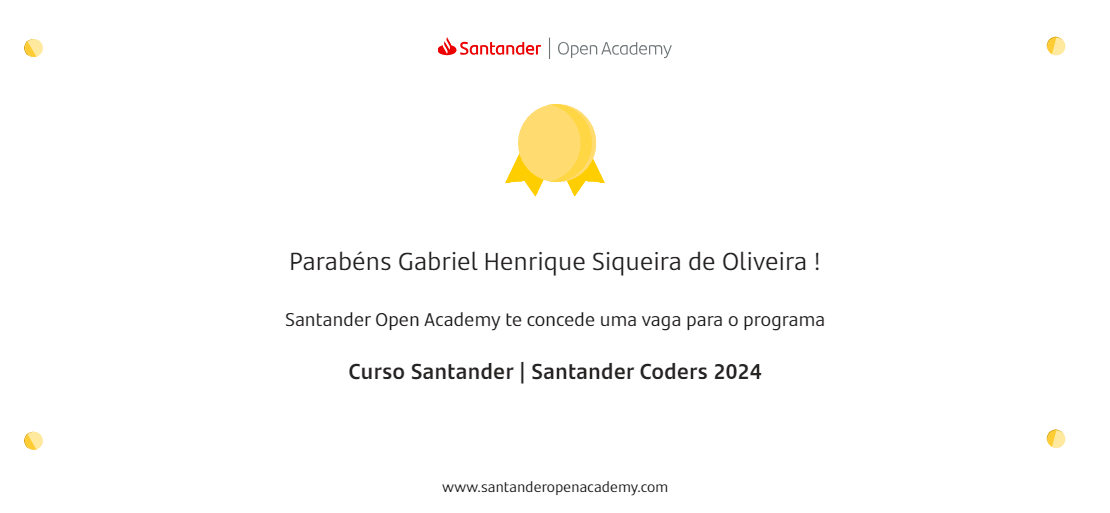 Santander | Open Academy
Parabéns Gabriel Henrique Siqueira de Oliveira !
Santander Open Academy te concede uma vaga para o programa
Curso Santander | Santander Coders 2024
www.santanderopenacademy.com